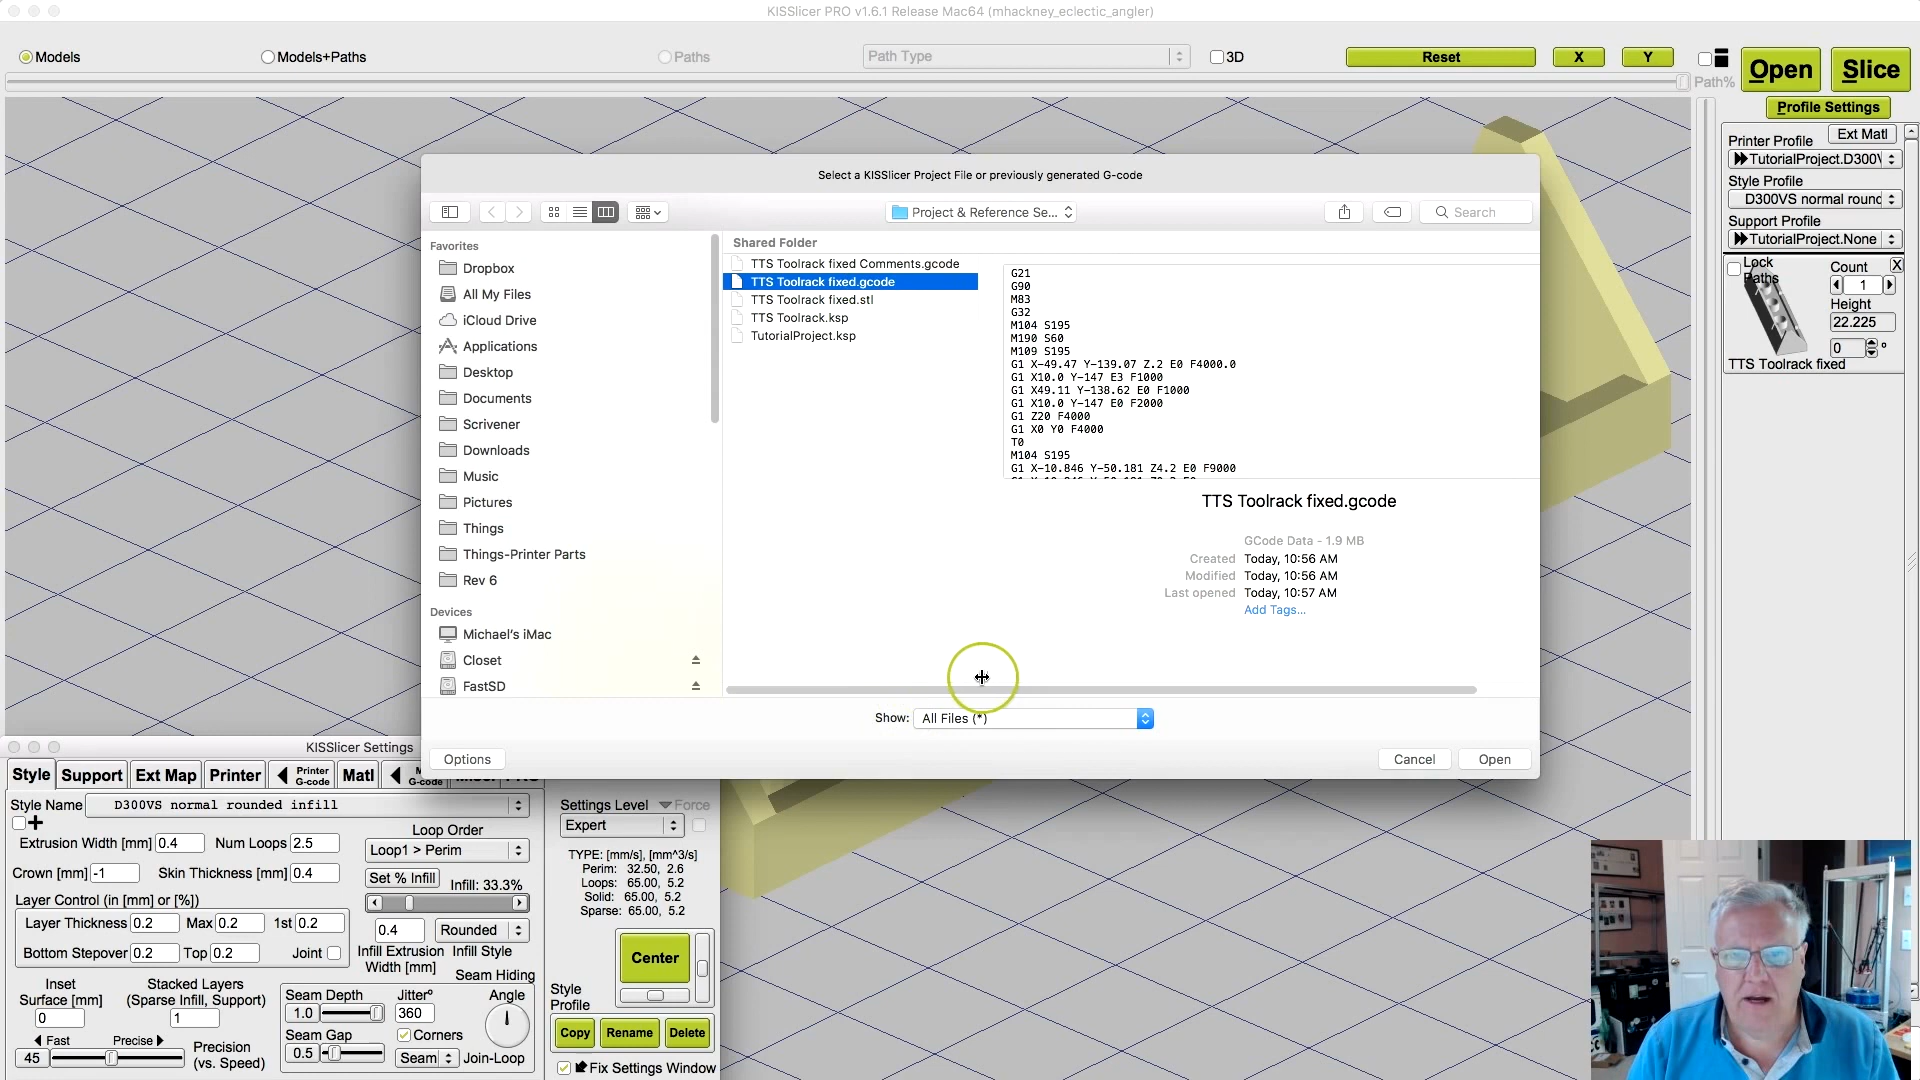 KISSlicer PRO v1.6.1 Release Mac64 (mhackney_eclectic_angler)
Models
Models+Paths
Paths
Path Type
3D
Reset
X
Y
Path%
Open
Slice
Profile Settings
Printer Profile
Ext Matl
TutorialProject.D300V
Style Profile
D300VS normal round
Support Profile
TutorialProject.None
Lock
Paths
Count
X
1
Height
22.225
0
°
TTS Toolrack fixed
Select a KISSlicer Project File or previously generated G-code
Project & Reference Se...
Search
Favorites
Dropbox
All My Files
iCloud Drive
Applications
Desktop
Documents
Scrivener
Downloads
Music
Pictures
Things
Things-Printer Parts
Rev 6
Devices
Michael's iMac
Closet
FastSD
Shared Folder
TTS Toolrack fixed Comments.gcode
TTS Toolrack fixed.gcode
TTS Toolrack fixed.stl
TTS Toolrack.ksp
TutorialProject.ksp
G21
G90
M83
G32
M104 S195
M190 S60
M109 S195
G1 X-49.47 Y-139.07 Z.2 E0 F4000.0
G1 X10.0 Y-147 E3 F1000
G1 X49.11 Y-138.62 E0 F1000
G1 X10.0 Y-147 E0 F2000
G1 Z20 F4000
G1 X0 Y0 F4000
T0
M104 S195
G1 X-10.846 Y-50.181 Z4.2 E0 F9000
TTS Toolrack fixed.gcode
GCode Data - 1.9 MB
Created Today, 10:56 AM
Modified Today, 10:56 AM
Last opened Today, 10:57 AM
Add Tags...
Show: All Files (*)
Options
Cancel
Open
KISSlicer Settings
Style
Support
Ext Map
Printer
Printer
G-code
Matl
G-code
Style Name
D300VS normal rounded infill
Extrusion Width [mm] 0.4
Num Loops 2.5
Crown [mm] -1
Skin Thickness [mm] 0.4
Layer Control (in [mm] or [%])
Layer Thickness 0.2 Max 0.2 1st 0.2
Bottom Stepover 0.2 Top 0.2 Joint
Loop Order
Loop1 > Perim
Set % Infill
Infill: 33.3%
0.4
Rounded
Infill Extrusion
Width [mm]
Infill Style
Inset
Surface [mm]
0
Stacked Layers
(Sparse Infill, Support)
1
Fast
Precise
45
Precision
(vs. Speed)
Seam Hiding
Seam Depth
1.0
Jitter°
360
Angle
Seam Gap
0.5
Corners
Seam
Join-Loop
Settings Level
Force
Expert
TYPE: [mm/s], [mm^3/s]
Perim: 32.50, 2.6
Loops: 65.00, 5.2
Solid: 65.00, 5.2
Sparse: 65.00, 5.2
Center
Style
Profile
Copy
Rename
Delete
Fix Settings Window